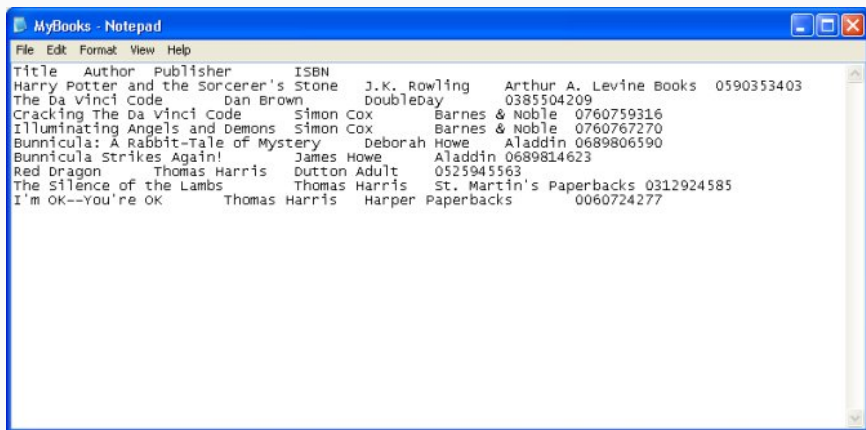 MyBooks - Notepad
File Edit Format View Help
Title Author Publisher ISBN
Harry Potter and the Sorcerer's Stone J.K. Rowling Arthur A. Levine Books 0590353403
The Da Vinci Code Dan Brown DoubleDay 0385504209
Cracking The Da Vinci Code Simon Cox Barnes & Noble 0760759316
Illuminating Angels and Demons Simon Cox Barnes & Noble 0760767270
Bunnicula: A Rabbit-Tale of Mystery Deborah Howe Aladdin 0689806590
Bunnicula Strikes Again! James Howe Aladdin 0689814623
Red Dragon Thomas Harris Dutton Adult 0525945563
The Silence of the Lambs Thomas Harris St. Martin's Paperbacks 0312924585
I'm OK--You're OK Thomas Harris Harper Paperbacks 0060724277